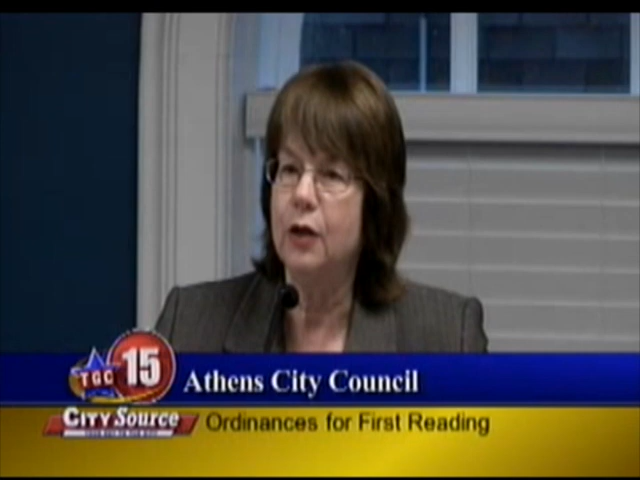 TGC 15
Athens City Council
CITY SOURCE
Ordinances for First Reading